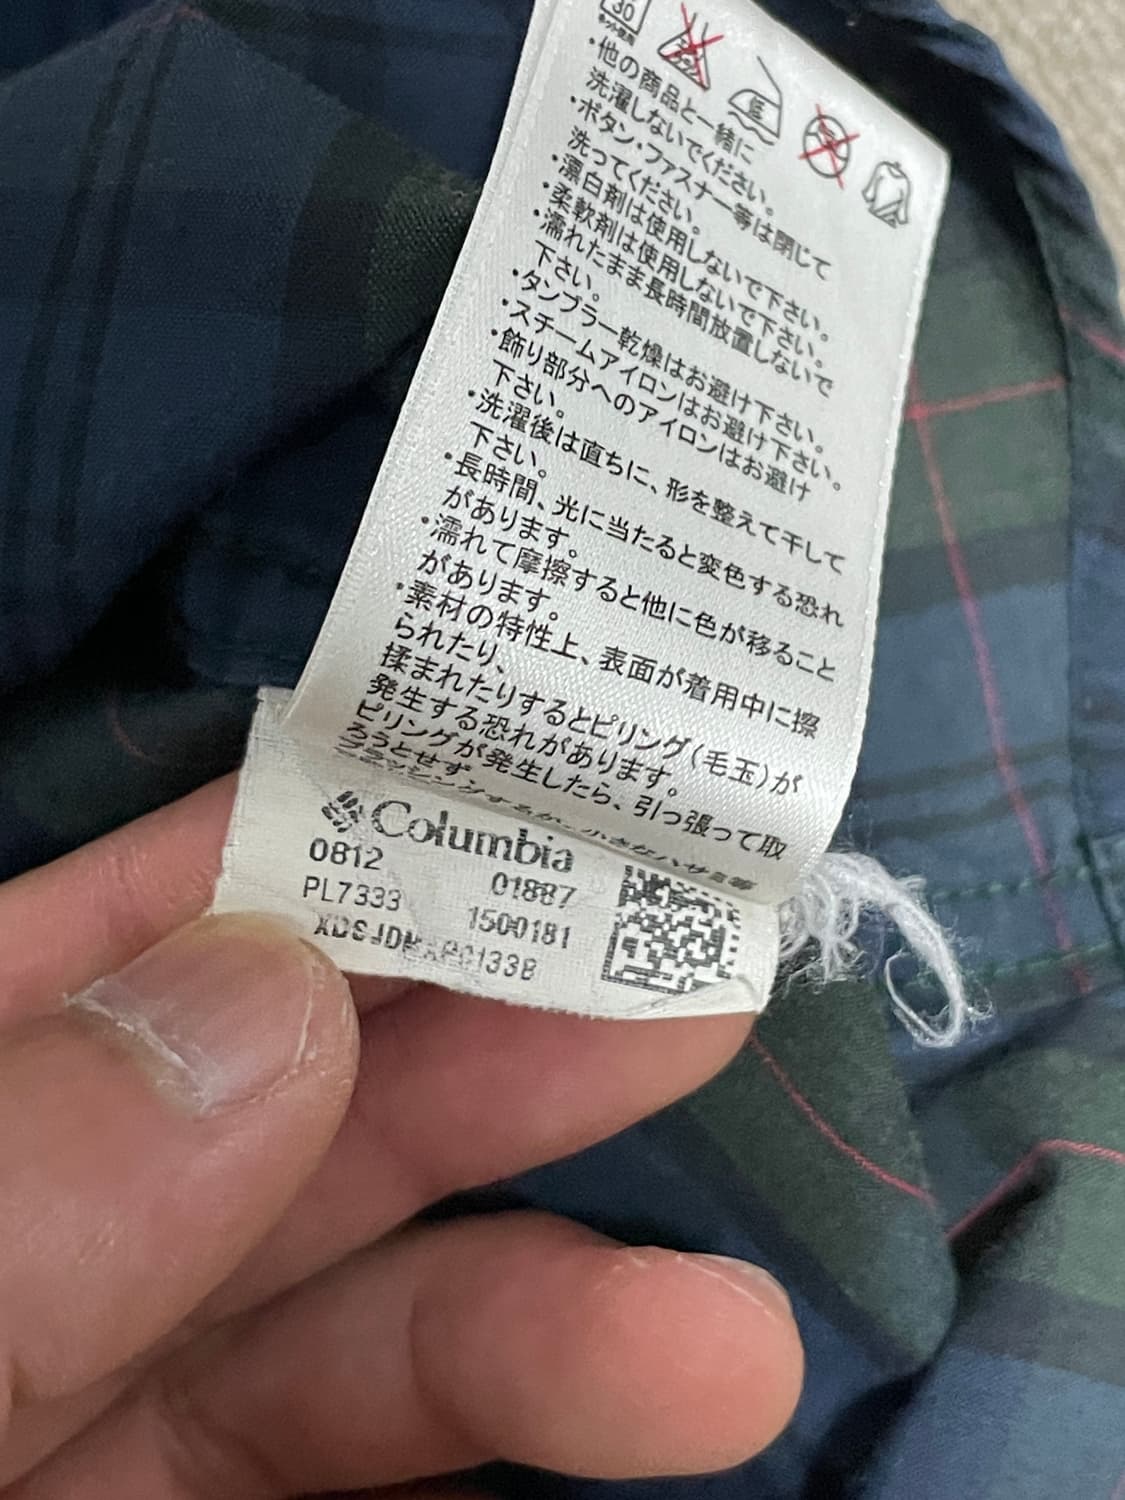 30
ネット使用
・他の商品と一緒に
洗濯しないでください。
・ボタン・ファスナー等は閉じて
洗ってください。
・漂白剤は使用しないで下さい。
・柔軟剤は使用しないで下さい。
・濡れたまま長時間放置しないで
下さい。
・タンブラー乾燥はお避け下さい。
・スチームアイロンはお避け下さい。
・飾り部分へのアイロンはお避け
下さい。
・洗濯後は直ちに、形を整えて干して
下さい。
・長時間、光に当たると変色する恐れ
があります。
・濡れて摩擦すると他に色が移ること
があります。
・素材の特性上、表面が着用中に擦
られたり、
揉まれたりするとピリング(毛玉)が
発生する恐れがあります。
ピリングが発生したら、引っ張って取
ろうとせず
Columbia
0812 01887
PL7333 1500181